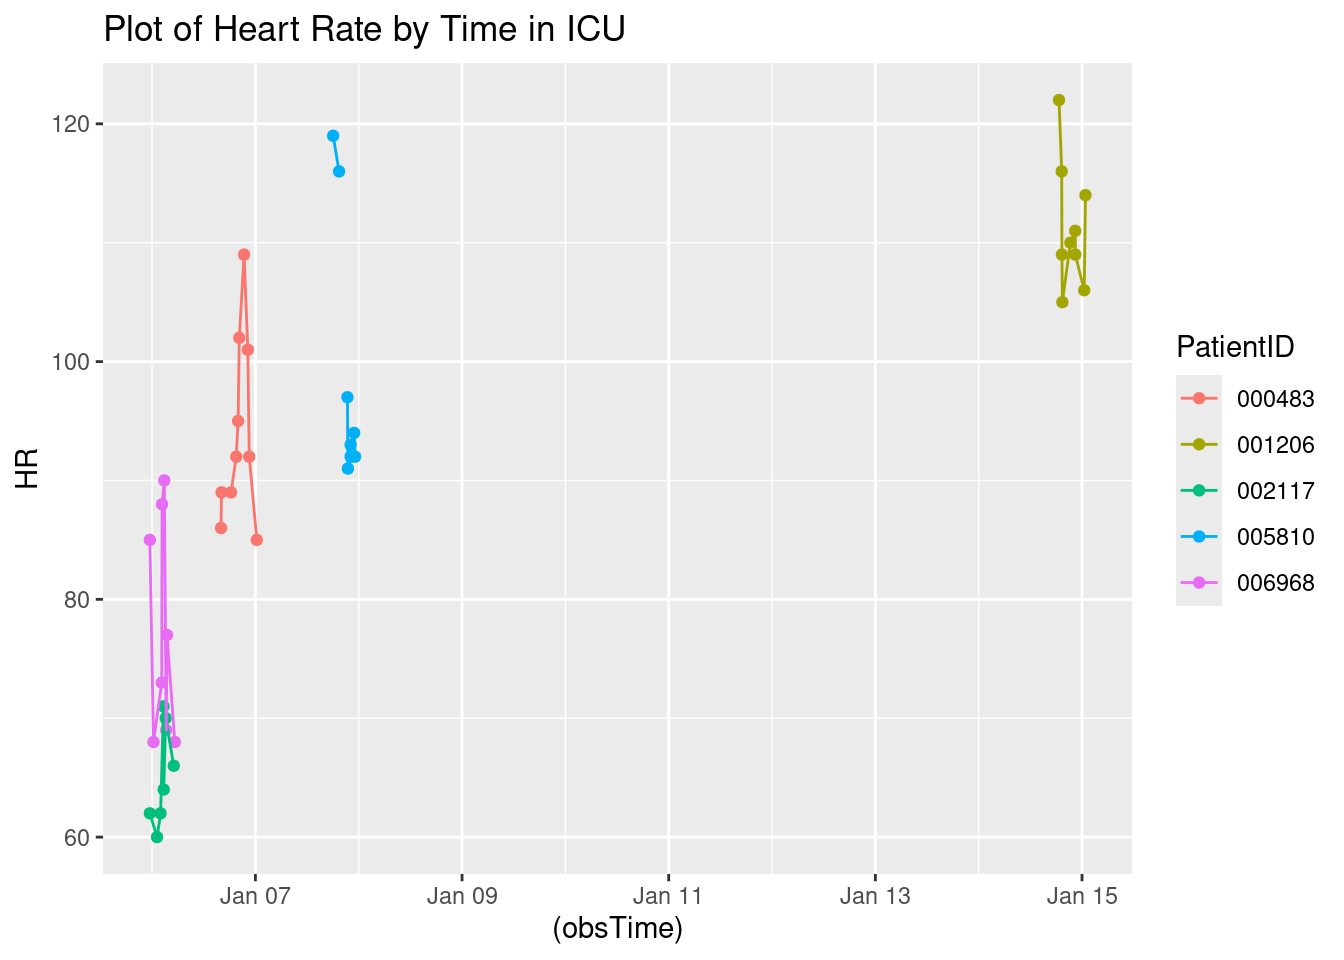 Plot of Heart Rate by Time in ICU
120
100
80
60
HR
Jan 07
Jan 09
Jan 11
Jan 13
Jan 15
(obsTime)
PatientID
000483
001206
002117
005810
006968